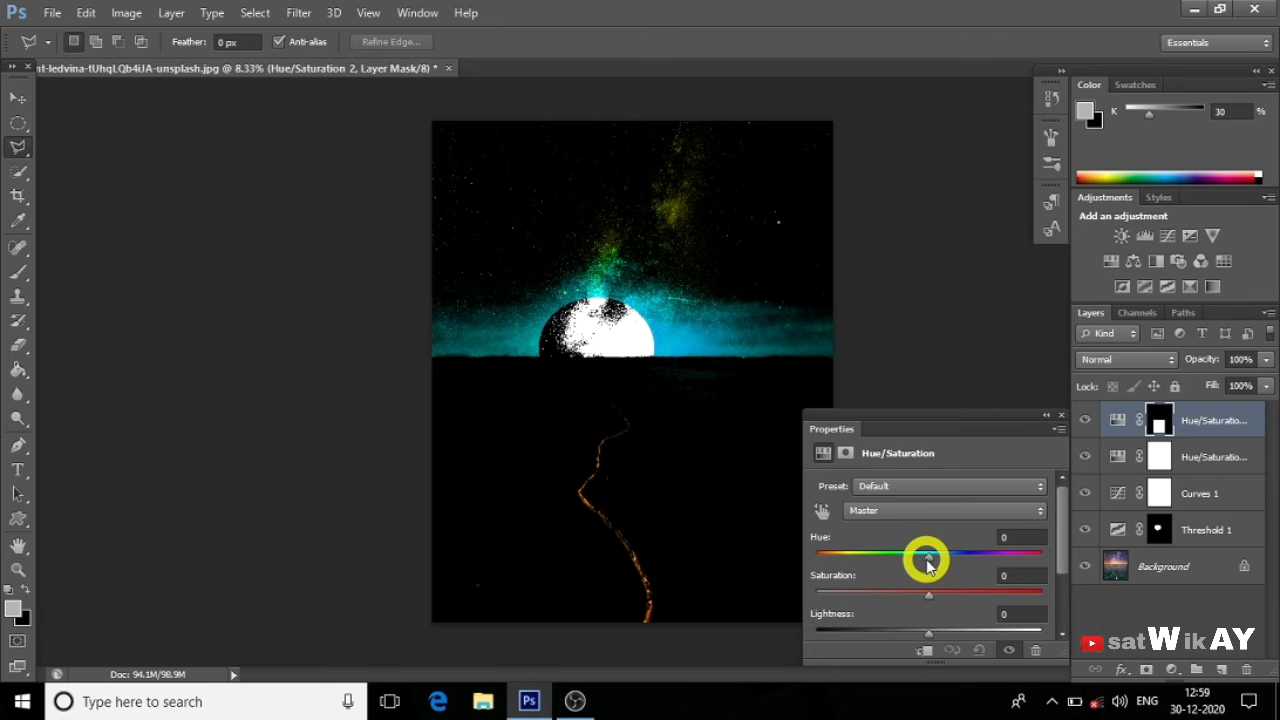 Ps File Edit Image Layer Type Select Filter 3D View Window Help
Feather: 0 px Anti-alias Refine Edge... Essentials
nt-ledvina-tUhqLQb4iJA-unsplash.jpg @ 8.33% (Hue/Saturation 2, Layer Mask/8) *
Color Swatches
K 30 %
Adjustments Styles
Add an adjustment
Layers Channels Paths
Kind
Normal Opacity: 100%
Lock: Fill: 100%
Hue/Saturatio...
Hue/Saturatio...
Curves 1
Threshold 1
Background
Properties
Hue/Saturation
Preset: Default
Master
Hue: 0
Saturation: 0
Lightness: 0
satWikAY
8.33% Doc: 94.1M/98.9M
Type here to search
Ps
ENG
12:59
30-12-2020